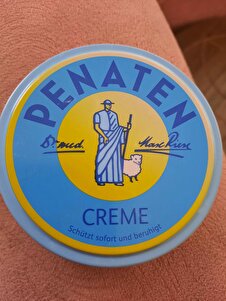 PENATEN
Dr. med. Max Riese
CREME
Schützt sofort und beruhigt